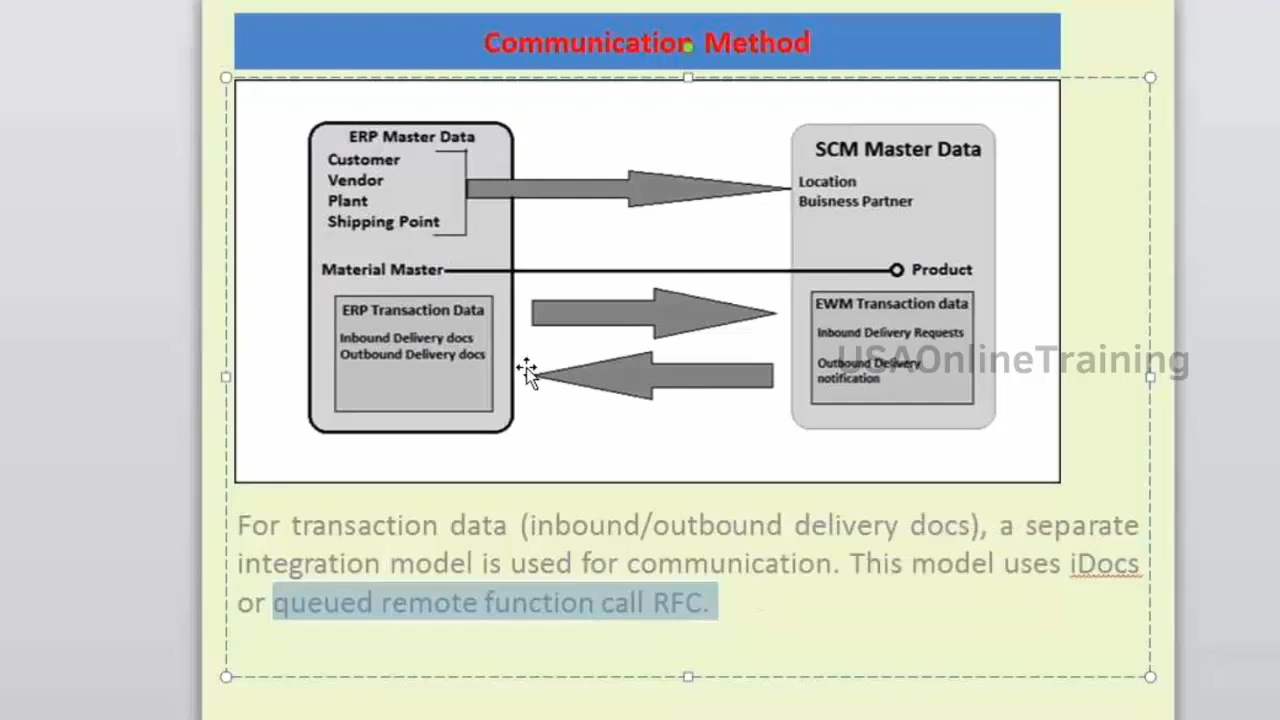 Communication Method
ERP Master Data
Customer
Vendor
Plant
Shipping Point
Material Master
ERP Transaction Data
Inbound Delivery docs
Outbound Delivery docs
SCM Master Data
Location
Buisness Partner
Product
EWM Transaction data
Inbound Delivery Requests
Outbound Delivery
notification
USAOnlineTraining
For transaction data (inbound/outbound delivery docs), a separate
integration model is used for communication. This model uses iDocs
or queued remote function call RFC.